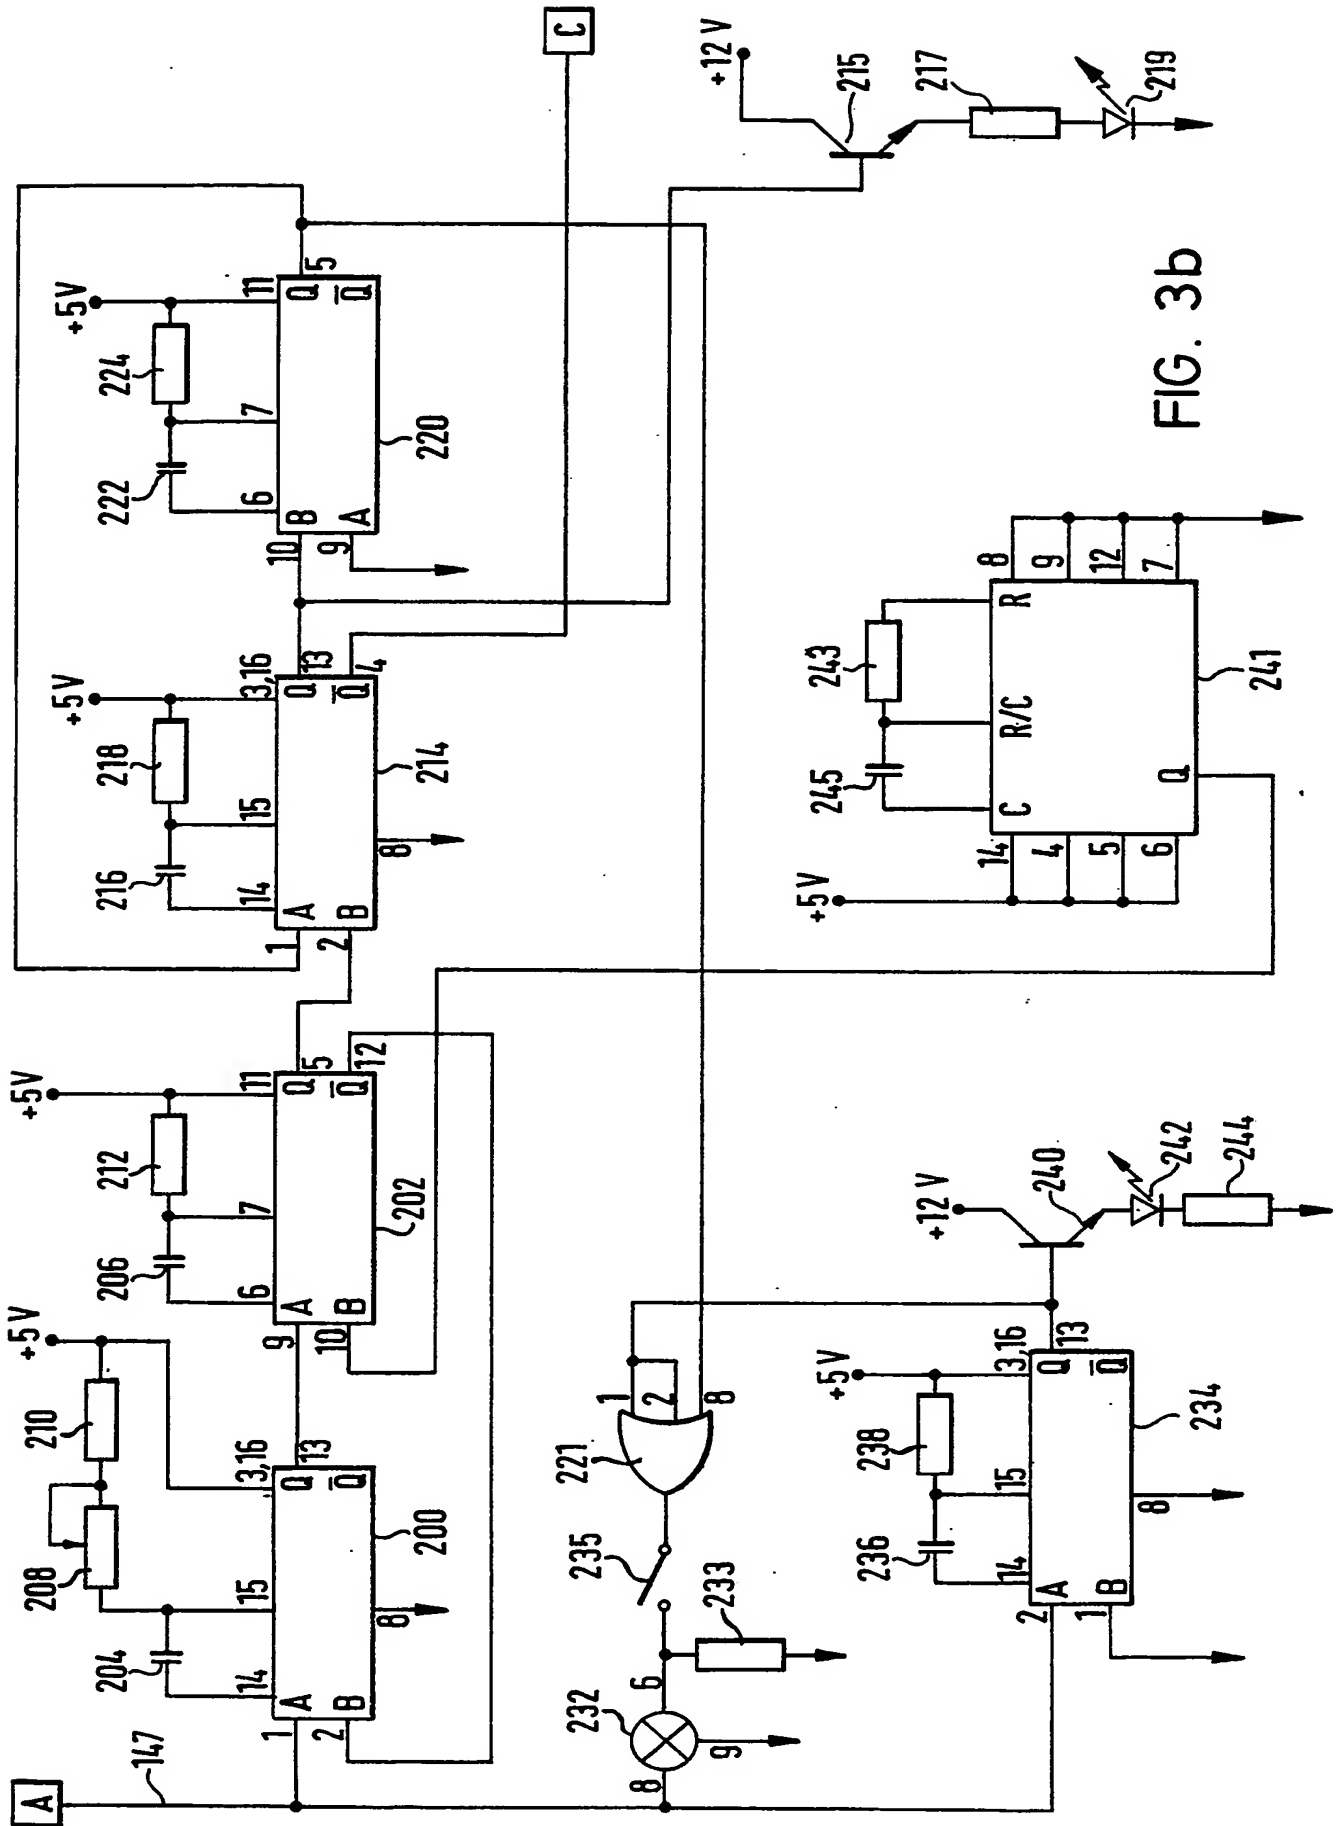 A
147
C
+5V
208
210
204
14
15
3,16
1
A
Q
13
2
B
Q̅
8
200
+5V
206
212
6
7
11
9
A
Q
5
10
B
Q̅
12
202
+5V
216
218
14
15
3,16
1
A
Q
13
2
B
Q̅
4
8
214
+5V
222
224
6
7
11
10
B
Q
5
9
A
Q̅
220
+12V
215
217
219
232
8
6
9
233
235
221
1
2
8
+5V
236
238
14
15
3,16
2
A
Q
13
1
B
Q̅
8
234
+12V
240
242
244
+5V
245
243
C
R/C
R
14
4
5
6
8
9
12
7
Q
241
FIG. 3b